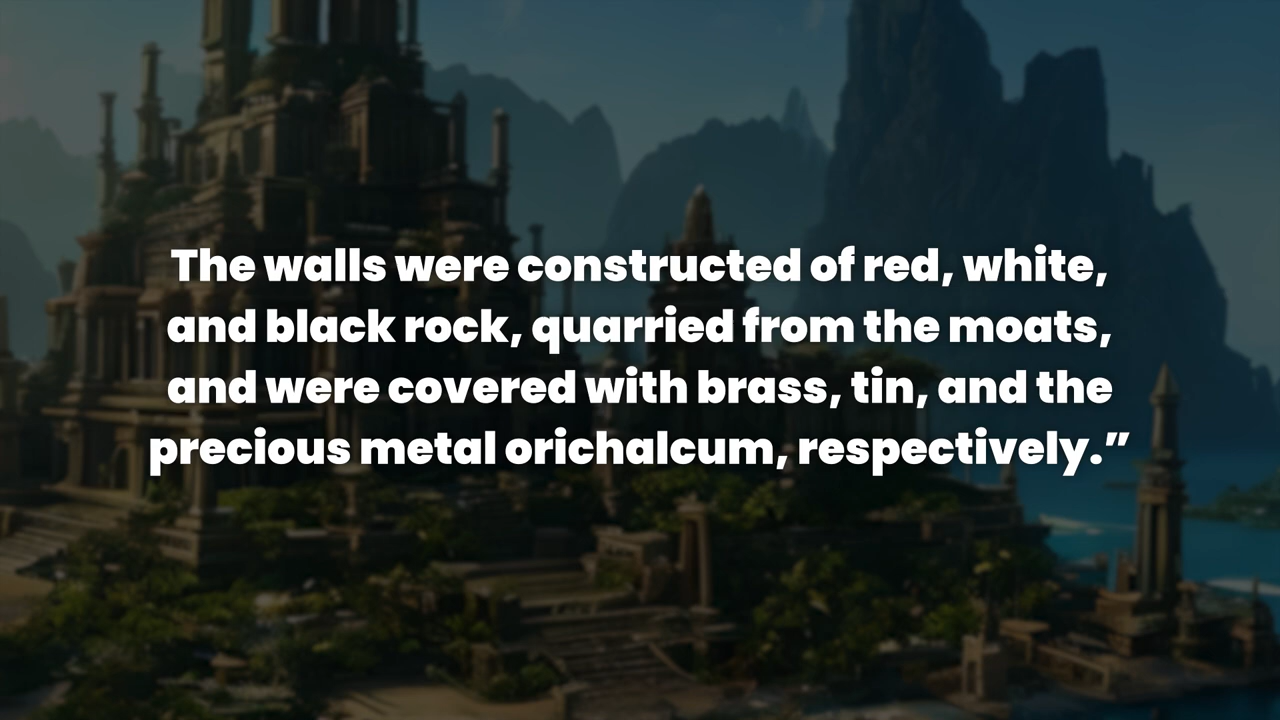 The walls were constructed of red, white,
and black rock, quarried from the moats,
and were covered with brass, tin, and the
precious metal orichalcum, respectively.”